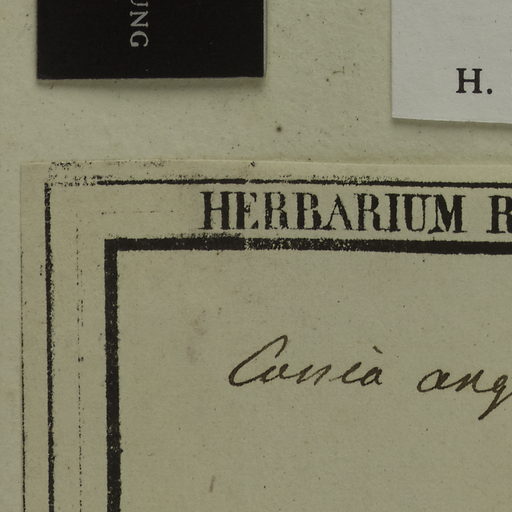 UNG
H.
HERBARIUM R
Cassia ang